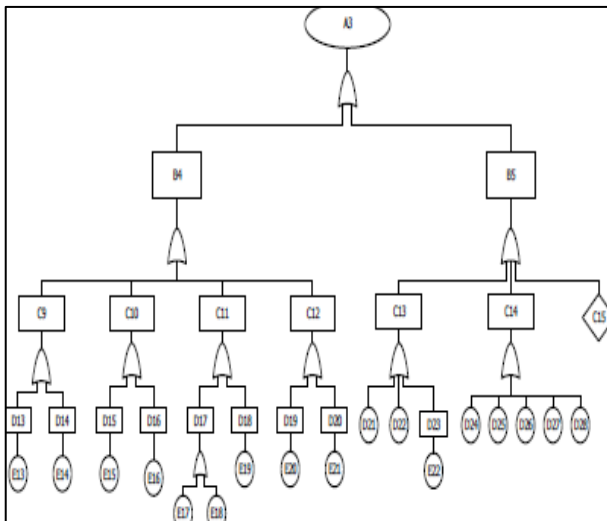 A3
B4 B5
C9 C10 C11 C12 C13 C14 C15
D13 D14 D15 D16 D17 D18 D19 D20 D21 D22 D23 D24 D25 D26 D27 D28
E13 E14 E15 E16 E19 E20 E21 E22
E17 E18